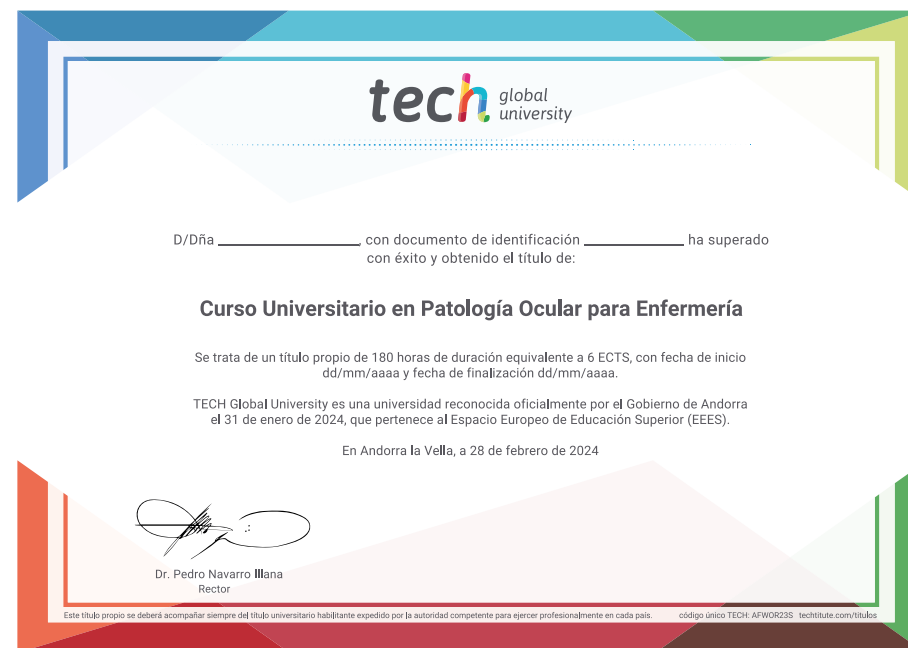 tech global university
D/Dña ____________, con documento de identificación ____________ ha superado
con éxito y obtenido el título de:
Curso Universitario en Patología Ocular para Enfermería
Se trata de un título propio de 180 horas de duración equivalente a 6 ECTS, con fecha de inicio
dd/mm/aaaa y fecha de finalización dd/mm/aaaa.
TECH Global University es una universidad reconocida oficialmente por el Gobierno de Andorra
el 31 de enero de 2024, que pertenece al Espacio Europeo de Educación Superior (EEES).
En Andorra la Vella, a 28 de febrero de 2024
Dr. Pedro Navarro Illana
Rector
Este título propio se deberá acompañar siempre del título universitario habilitante expedido por la autoridad competente para ejercer profesionalmente en cada país. código único TECH: AFWOR23S techtitute.com/titulos